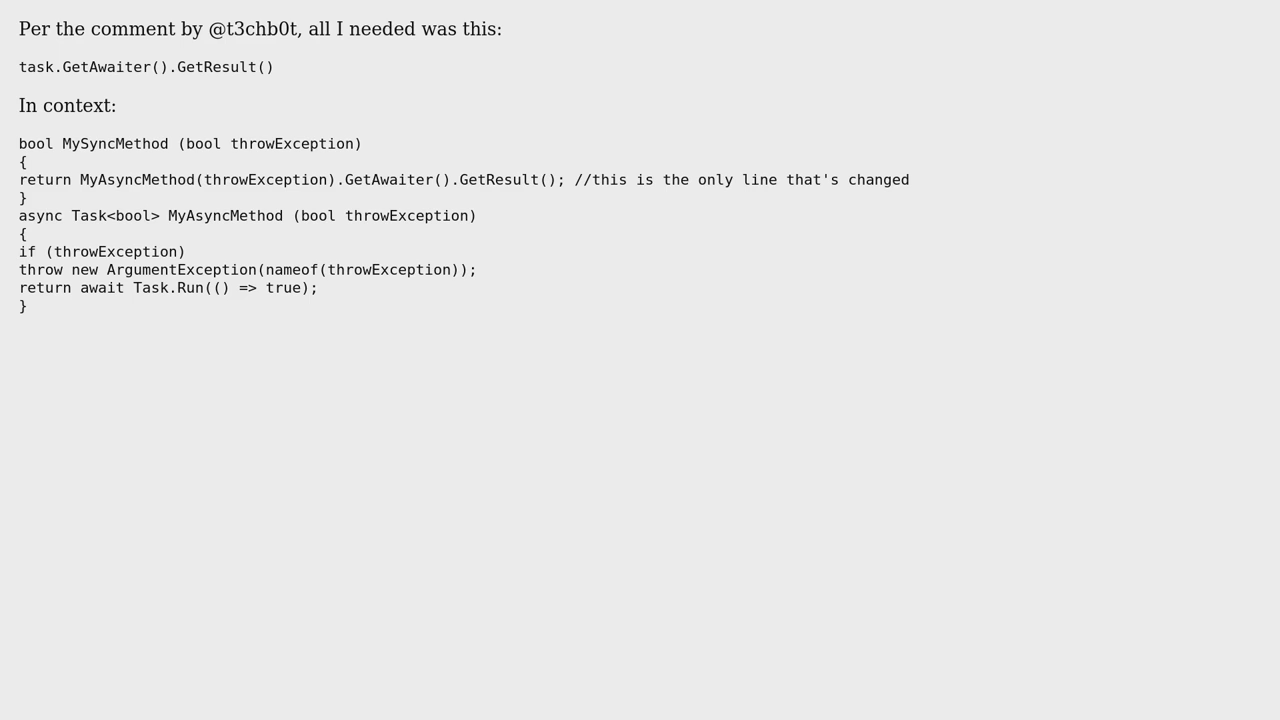 Per the comment by @t3chb0t, all I needed was this:
task.GetAwaiter().GetResult()
In context:
bool MySyncMethod (bool throwException)
{
return MyAsyncMethod(throwException).GetAwaiter().GetResult(); //this is the only line that's changed
}
async Task<bool> MyAsyncMethod (bool throwException)
{
if (throwException)
throw new ArgumentException(nameof(throwException));
return await Task.Run(() => true);
}